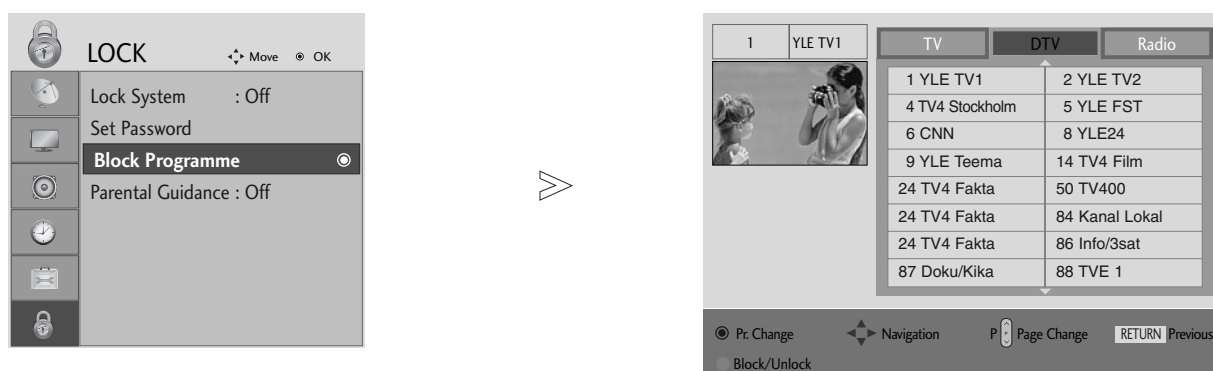 LOCK
Move
OK
Lock System : Off
Set Password
Block Programme
Parental Guidance : Off
1 YLE TV1
TV DTV Radio
1 YLE TV1 2 YLE TV2
4 TV4 Stockholm 5 YLE FST
6 CNN 8 YLE24
9 YLE Teema 14 TV4 Film
24 TV4 Fakta 50 TV400
24 TV4 Fakta 84 Kanal Lokal
24 TV4 Fakta 86 Info/3sat
87 Doku/Kika 88 TVE 1
Pr. Change Navigation P Page Change RETURN Previous
Block/Unlock